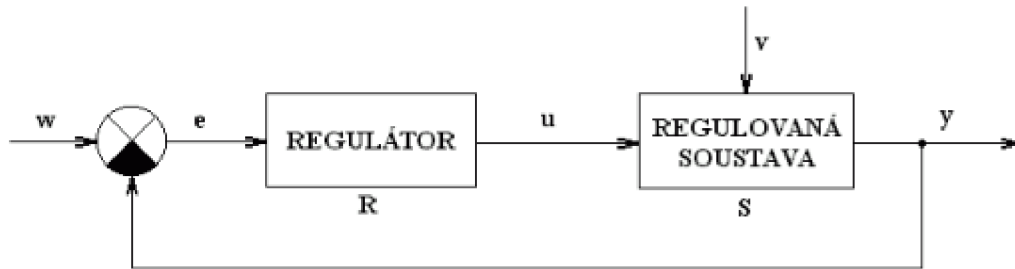 w
e
REGULÁTOR
R
u
v
REGULOVANÁ
SOUSTAVA
S
y